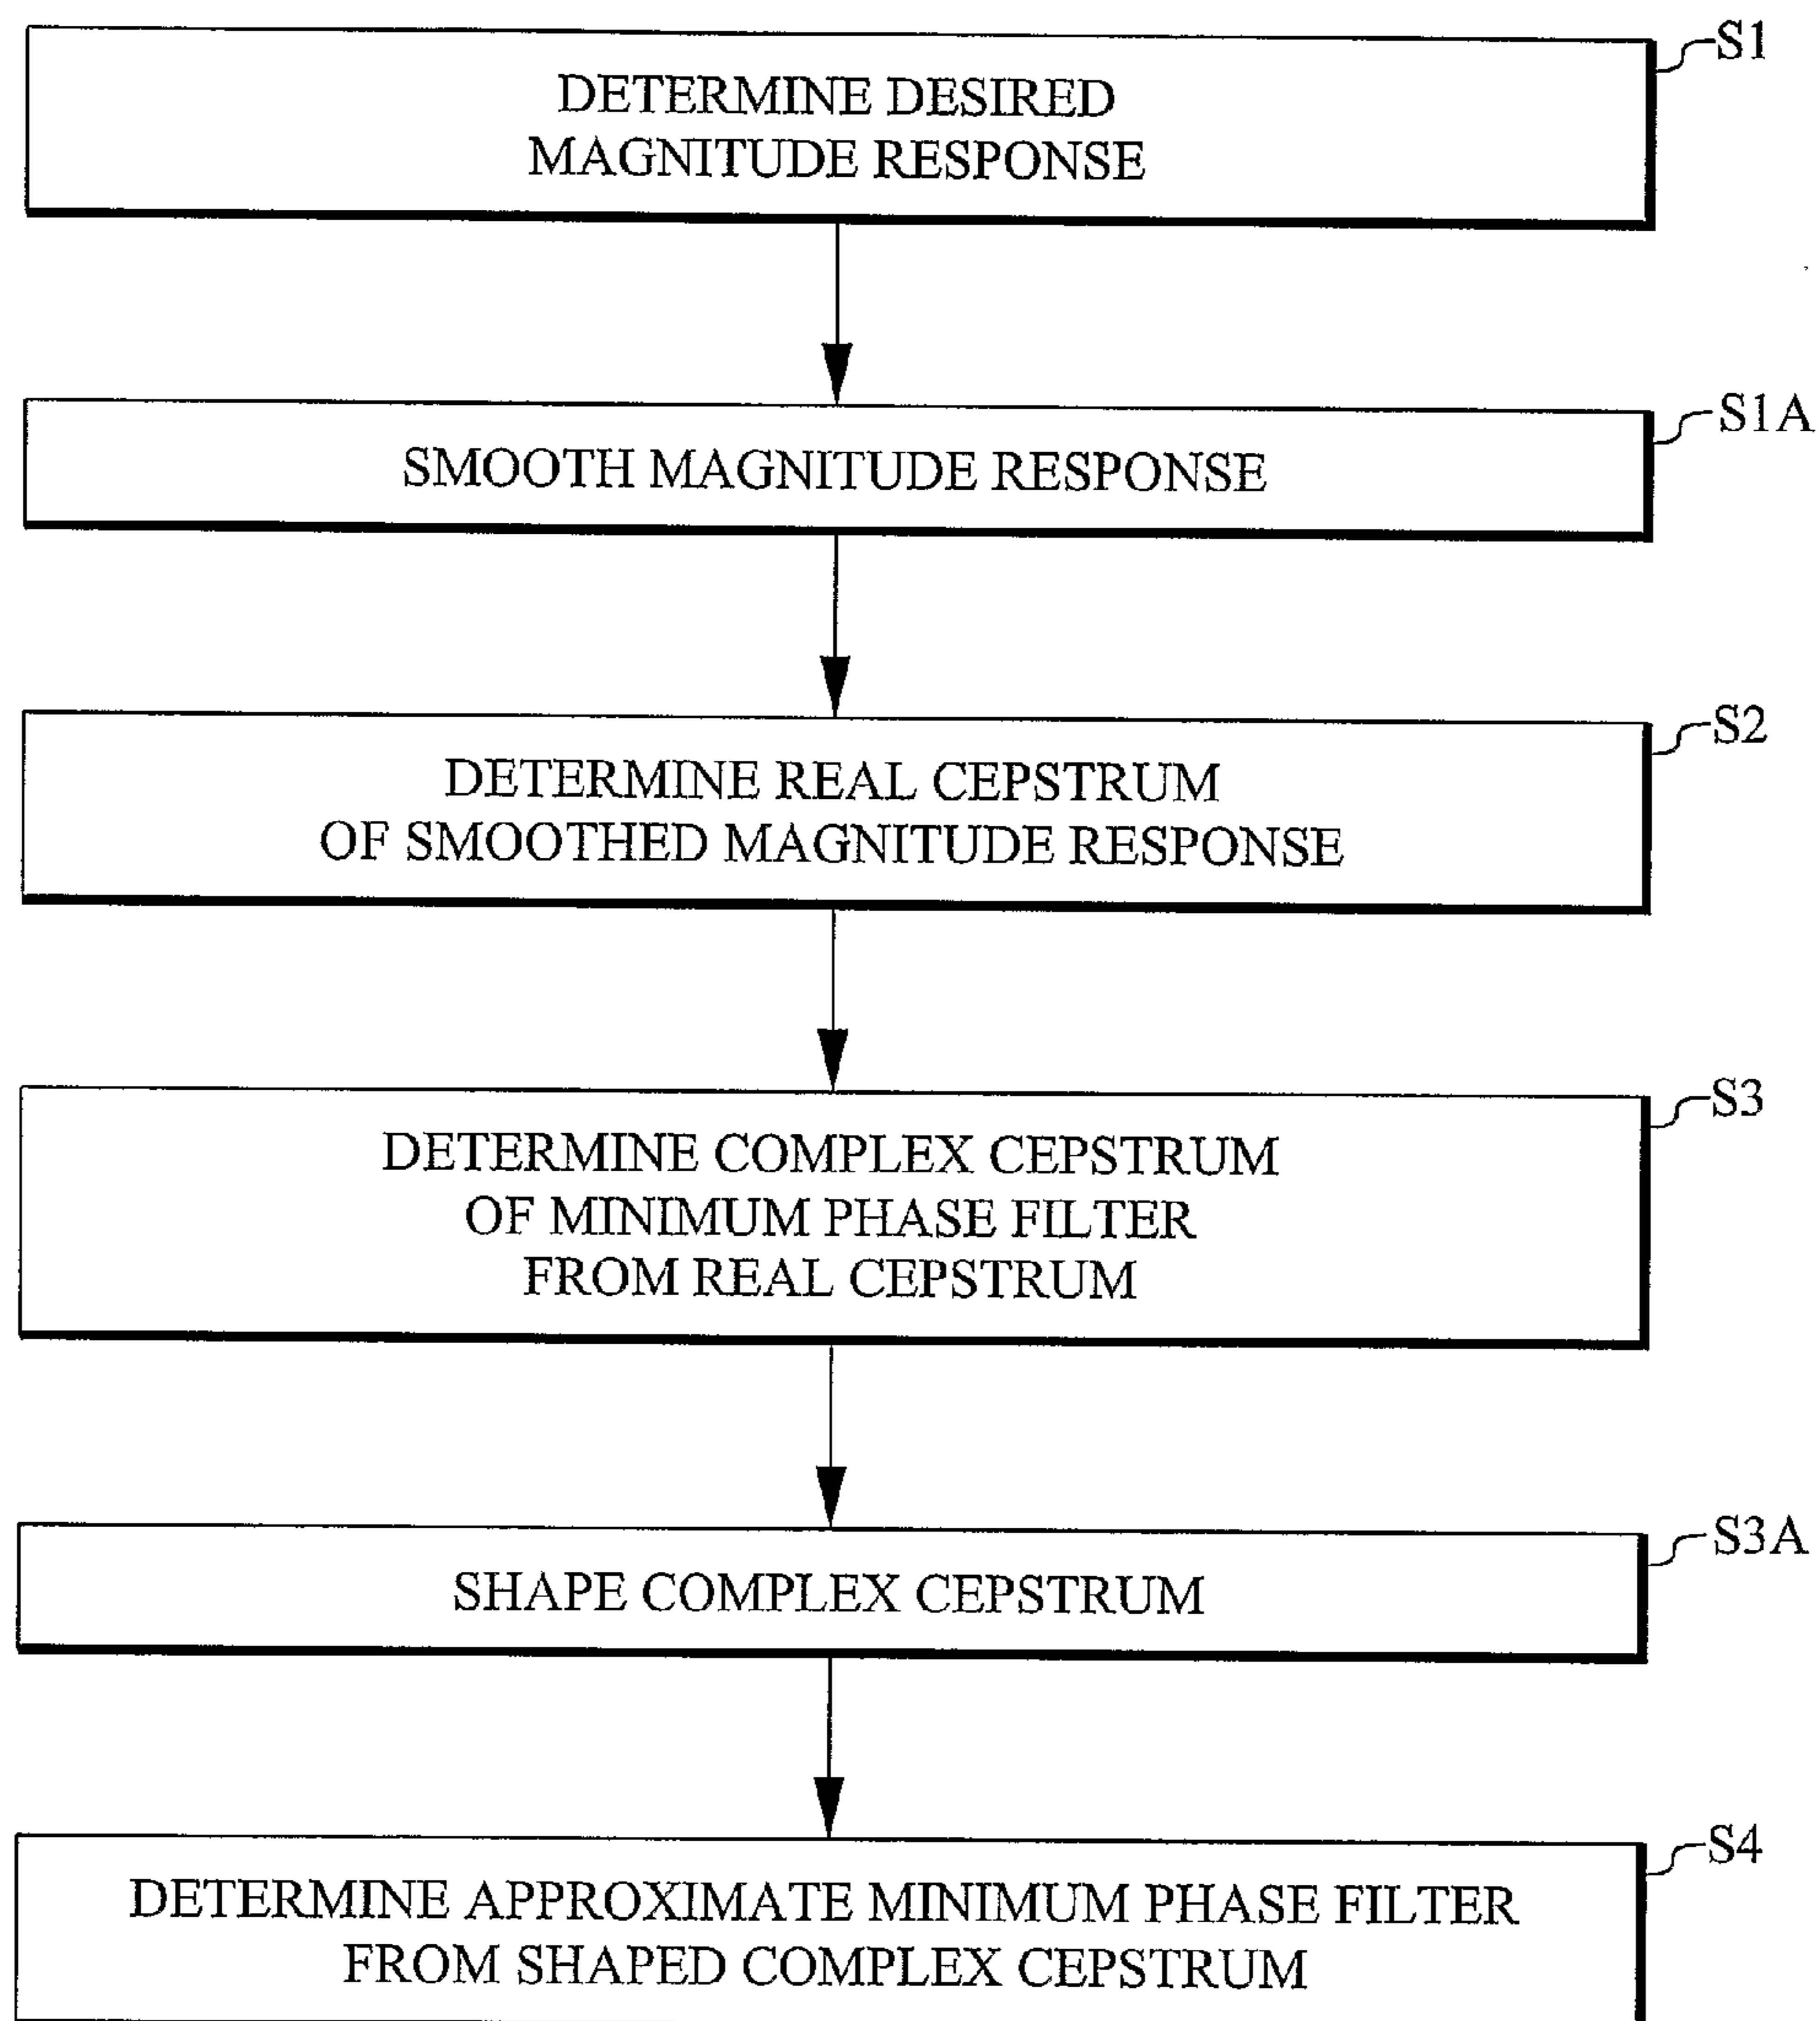 S1
DETERMINE DESIRED
MAGNITUDE RESPONSE
S1A
SMOOTH MAGNITUDE RESPONSE
S2
DETERMINE REAL CEPSTRUM
OF SMOOTHED MAGNITUDE RESPONSE
S3
DETERMINE COMPLEX CEPSTRUM
OF MINIMUM PHASE FILTER
FROM REAL CEPSTRUM
S3A
SHAPE COMPLEX CEPSTRUM
S4
DETERMINE APPROXIMATE MINIMUM PHASE FILTER
FROM SHAPED COMPLEX CEPSTRUM